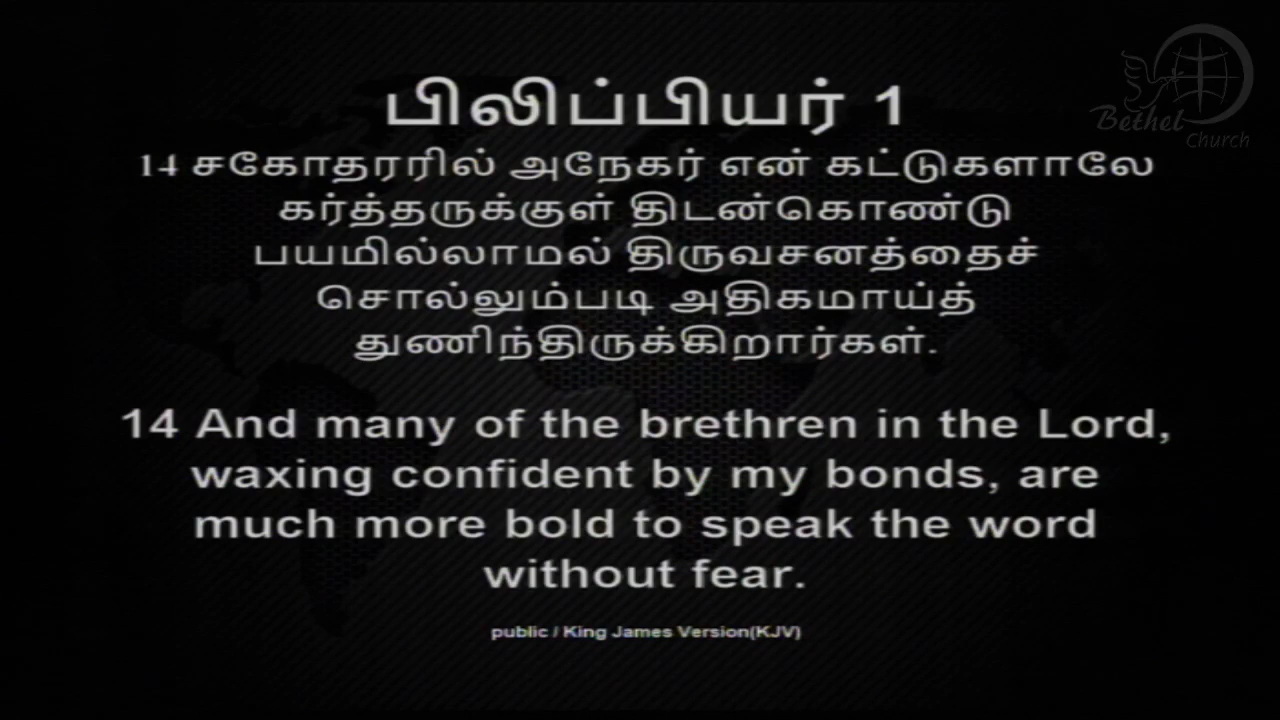 Bethel
Church
பிலிப்பியர் 1
14 சகோதரரில் அநேகர் என் கட்டுகளாலே
கர்த்தருக்குள் திடன்கொண்டு
பயமில்லாமல் திருவசனத்தைச்
சொல்லும்படி அதிகமாய்த்
துணிந்திருக்கிறார்கள்.
14 And many of the brethren in the Lord,
waxing confident by my bonds, are
much more bold to speak the word
without fear.
public / King James Version(KJV)